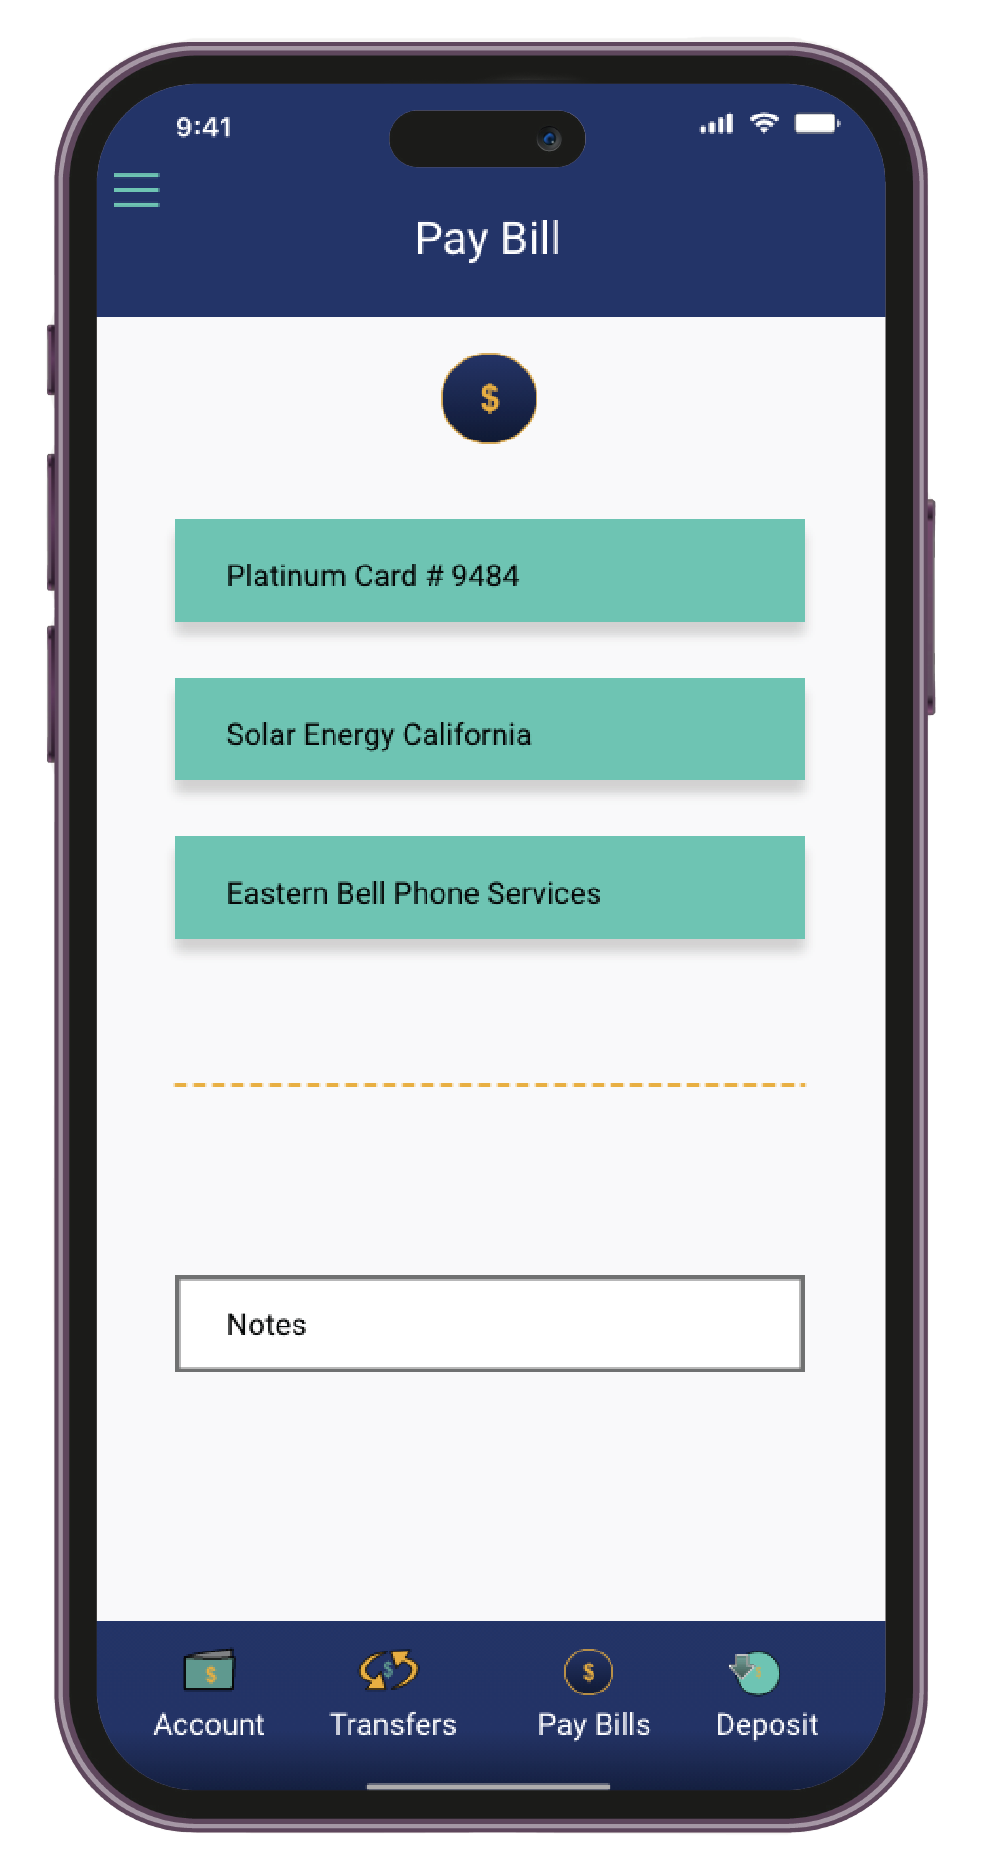 9:41
Pay Bill
$
Platinum Card # 9484
Solar Energy California
Eastern Bell Phone Services
Notes
$ $ $ $
Account Transfers Pay Bills Deposit